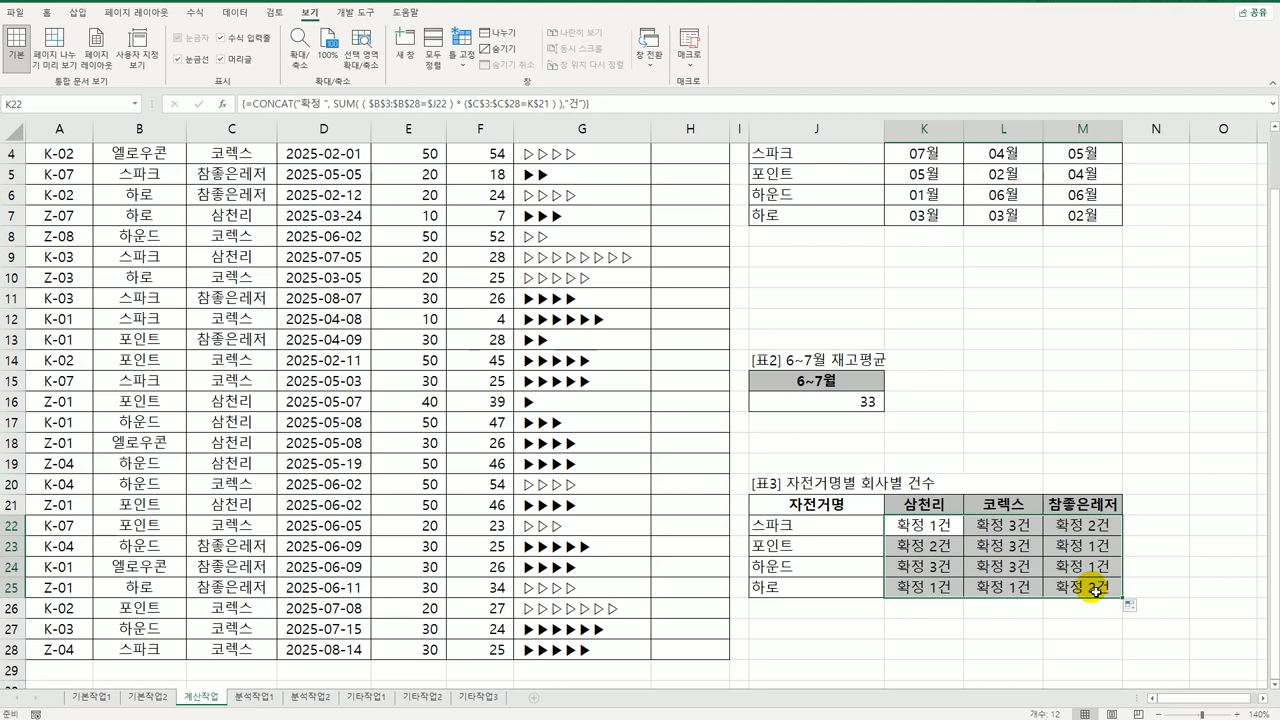 파일 홈 삽입 페이지 레이아웃 수식 데이터 검토 보기 개발 도구 도움말 공유
기본 페이지 나누기 미리 보기 페이지 레이아웃 사용자 지정 보기
통합 문서 보기
눈금자 수식 입력줄
눈금선 머리글
표시
확대/축소 100% 선택 영역 확대/축소
확대/축소
새 창 모두 정렬 틀 고정
나누기
숨기기
숨기기 취소
나란히 보기
동시 스크롤
창 위치 다시 정렬
창 전환
창
매크로
매크로
K22 fx {=CONCAT("확정 ", SUM( ( $B$3:$B$28=$J22 ) * ($C$3:$C$28=K$21 ) ),"건")}
A B C D E F G H I J K L M N O
4 K-02 엘로우콘 코렉스 2025-02-01 50 54 ▷▷▷▷ 스파크 07월 04월 05월
5 K-07 스파크 참좋은레저 2025-05-05 20 18 ▶▶ 포인트 05월 02월 04월
6 K-02 하로 참좋은레저 2025-02-12 20 24 ▷▷▷▷ 하운드 01월 06월 06월
7 Z-07 하로 삼천리 2025-03-24 10 7 ▶▶▶ 하로 03월 03월 02월
8 Z-08 하운드 코렉스 2025-06-02 50 52 ▷▷
9 K-03 스파크 삼천리 2025-07-05 20 28 ▷▷▷▷▷▷▷▷
10 Z-03 하로 코렉스 2025-03-05 20 25 ▷▷▷▷▷
11 K-03 스파크 참좋은레저 2025-08-07 30 26 ▶▶▶▶
12 K-01 스파크 코렉스 2025-04-08 10 4 ▶▶▶▶▶▶
13 K-01 포인트 참좋은레저 2025-04-09 30 28 ▶▶
14 K-02 포인트 코렉스 2025-02-11 50 45 ▶▶▶▶▶ [표2] 6~7월 재고평균
15 K-07 스파크 코렉스 2025-05-03 30 25 ▶▶▶▶▶ 6~7월
16 Z-01 포인트 삼천리 2025-05-07 40 39 ▶ 33
17 K-01 하운드 삼천리 2025-05-08 50 47 ▶▶▶
18 Z-01 엘로우콘 삼천리 2025-05-08 30 26 ▶▶▶▶
19 Z-04 하운드 삼천리 2025-05-19 50 46 ▶▶▶▶
20 K-04 하운드 코렉스 2025-06-02 50 54 ▷▷▷▷ [표3] 자전거명별 회사별 건수
21 Z-01 포인트 삼천리 2025-06-02 50 46 ▶▶▶▶ 자전거명 삼천리 코렉스 참좋은레저
22 K-07 포인트 코렉스 2025-06-05 20 23 ▷▷▷ 스파크 확정 1건 확정 3건 확정 2건
23 K-04 하운드 참좋은레저 2025-06-09 30 25 ▶▶▶▶▶ 포인트 확정 2건 확정 3건 확정 1건
24 K-01 엘로우콘 참좋은레저 2025-06-09 30 26 ▶▶▶▶ 하운드 확정 3건 확정 3건 확정 1건
25 Z-01 하로 참좋은레저 2025-06-11 30 34 ▷▷▷▷ 하로 확정 1건 확정 1건 확정 2건
26 K-02 포인트 코렉스 2025-07-08 20 27 ▷▷▷▷▷▷▷
27 K-03 하운드 코렉스 2025-07-15 30 24 ▶▶▶▶▶▶
28 Z-04 스파크 코렉스 2025-08-14 30 25 ▶▶▶▶▶
29
기본작업1 기본작업2 계산작업 분석작업1 분석작업2 기타작업1 기타작업2 기타작업3
준비 개수: 12 140%